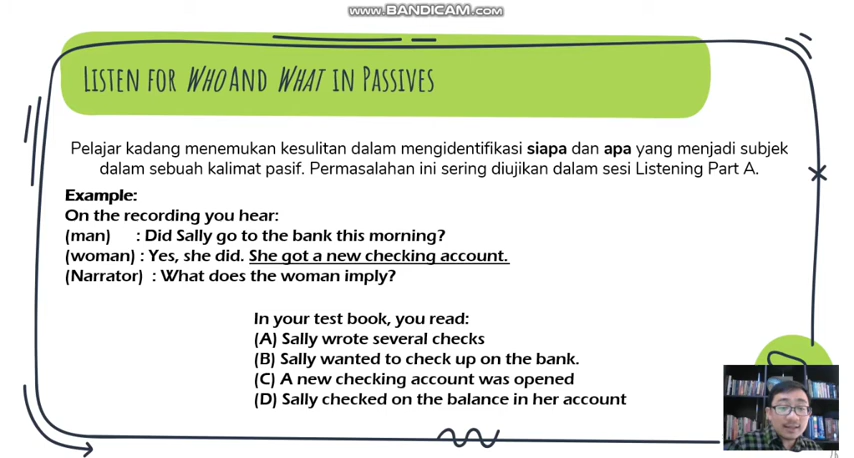 WWW.BANDICAM.COM
Listen for Who And What in Passives
Pelajar kadang menemukan kesulitan dalam mengidentifikasi siapa dan apa yang menjadi subjek
dalam sebuah kalimat pasif. Permasalahan ini sering diujikan dalam sesi Listening Part A.
Example:
On the recording you hear:
(man) : Did Sally go to the bank this morning?
(woman) : Yes, she did. She got a new checking account.
(Narrator) : What does the woman imply?
In your test book, you read:
(A) Sally wrote several checks
(B) Sally wanted to check up on the bank.
(C) A new checking account was opened
(D) Sally checked on the balance in her account